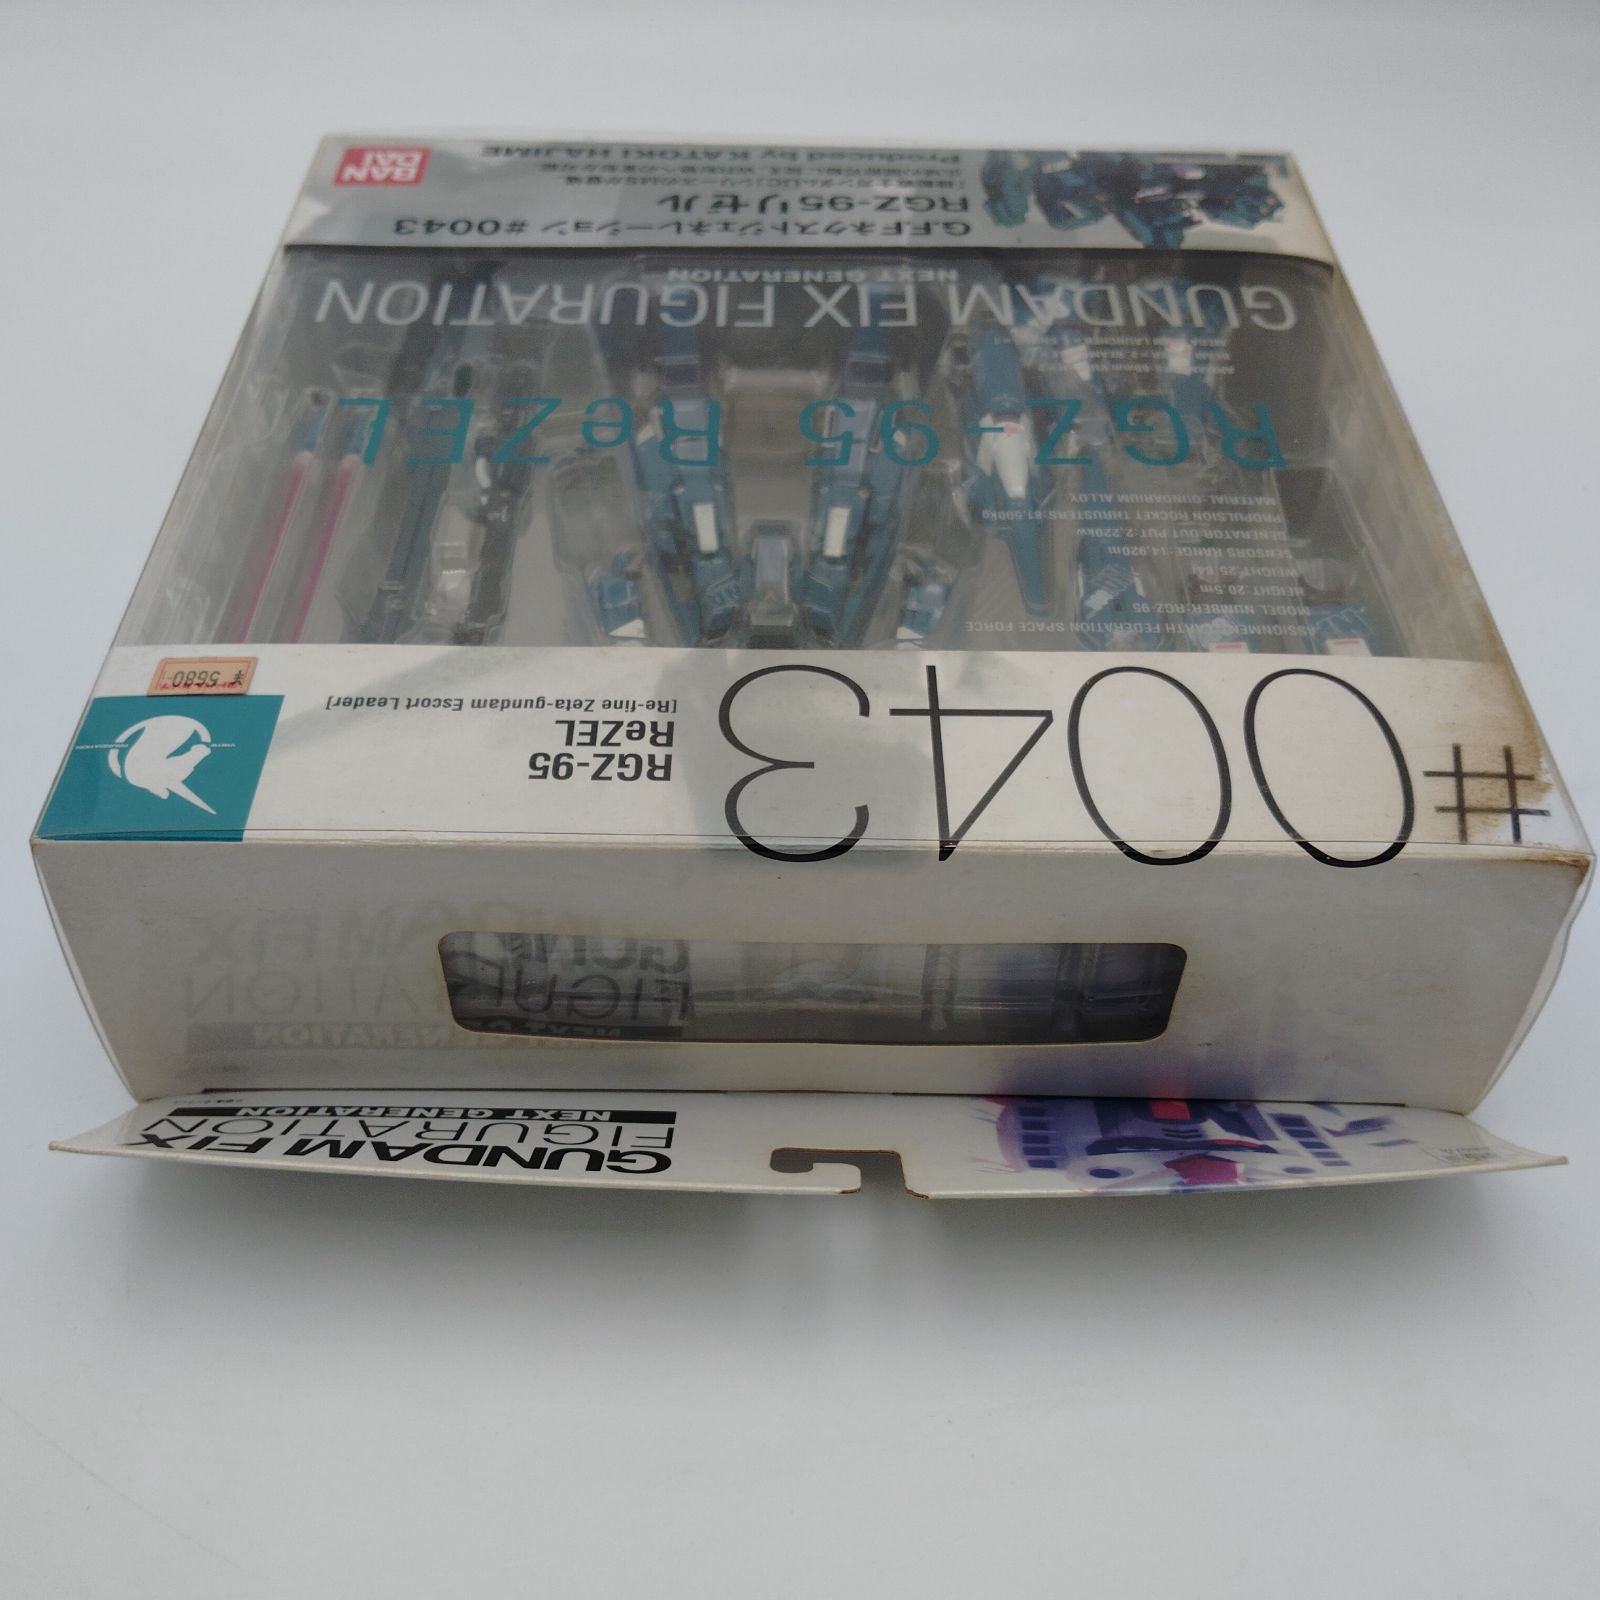 #0043
RGZ-95
ReZEL
[Re-fine Zeta-gundam Escort Leader]
¥5680
ASSIGNMENT:EARTH FEDERATION SPACE FORCE
MODEL NUMBER:RGZ-95
HEIGHT:20.5m
WEIGHT:25.84t
SENSORS RANGE:14,920m
GENERATOR OUT PUT:2,220kw
PROPULSION ROCKET THRUSTERS:81,500kg
MATERIAL:GUNDARIUM ALLOY
RGZ-95 ReZEL
GUNDAM FIX FIGURATION
NEXT GENERATION
G.F.Fネクストジェネレーション #0043
RGZ-95リゼル
Produced by KATOKI HAJIME
BAN
DAI
GUNDAM FIX
FIGURATION
NEXT GENERATION